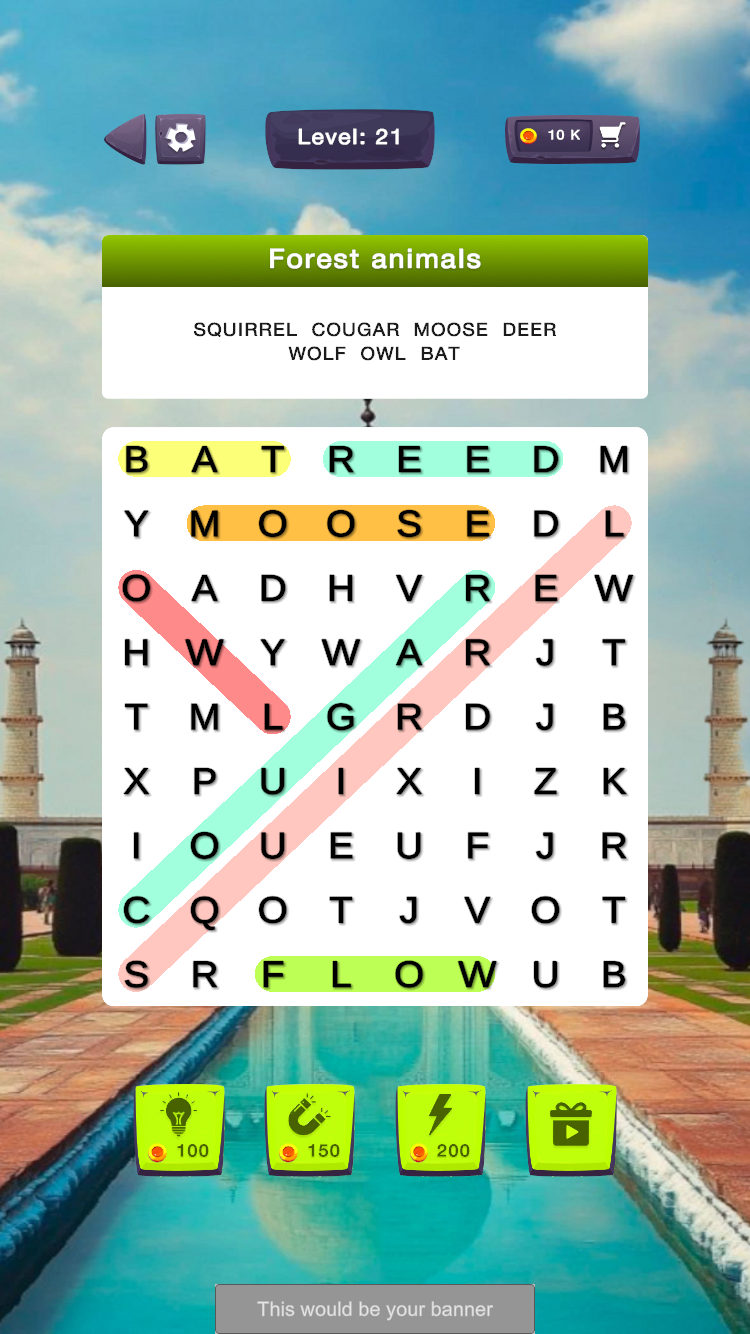 Level: 21
10 K
Forest animals
SQUIRREL COUGAR MOOSE DEER
WOLF OWL BAT
B A T R E E D M
Y M O O S E D L
O A D H V R E W
H W Y W A R J T
T M L G R D J B
X P U I X I Z K
I O U E U F J R
C Q O T J V O T
S R F L O W U B
100 150 200
This would be your banner